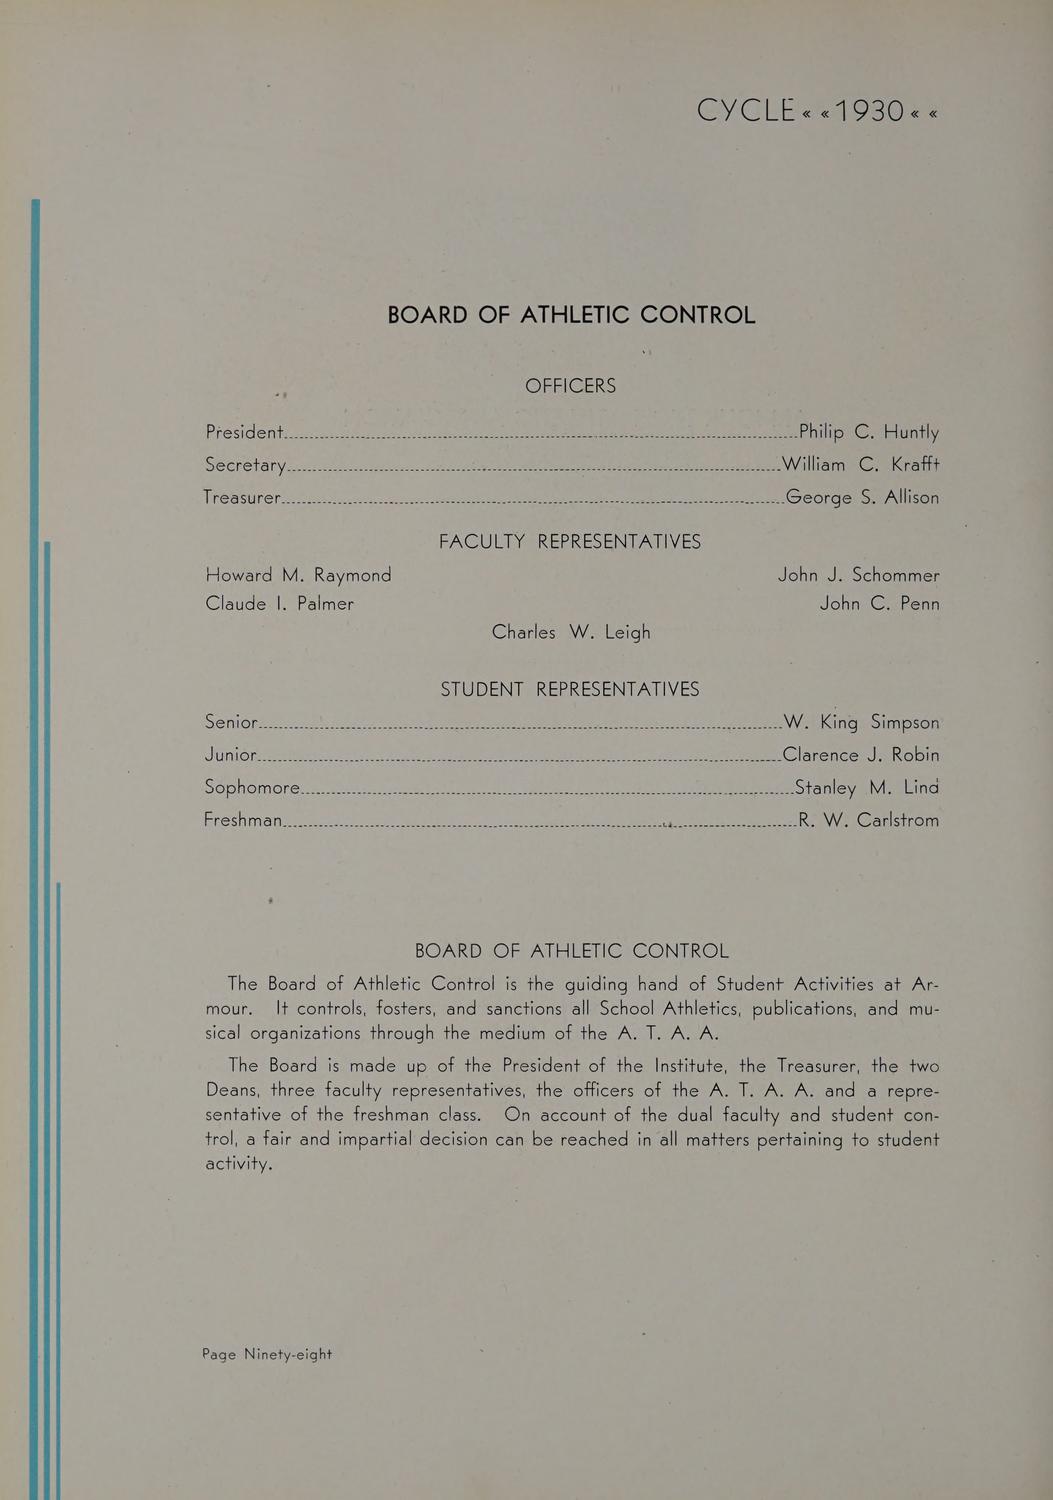 CYCLE « « 1930 « «
BOARD OF ATHLETIC CONTROL
OFFICERS
President Philip C. Huntly
Secretary William C. Krafft
Treasurer George S. Allison
FACULTY REPRESENTATIVES
Howard M. Raymond John J. Schommer
Claude I. Palmer John C. Penn
Charles W. Leigh
STUDENT REPRESENTATIVES
Senior W. King Simpson
Junior Clarence J. Robin
Sophomore Stanley M. Lind
Freshman R. W. Carlstrom
BOARD OF ATHLETIC CONTROL
The Board of Athletic Control is the guiding hand of Student Activities at Ar-
mour. It controls, fosters, and sanctions all School Athletics, publications, and mu-
sical organizations through the medium of the A. T. A. A.
The Board is made up of the President of the Institute, the Treasurer, the two
Deans, three faculty representatives, the officers of the A. T. A. A. and a repre-
sentative of the freshman class. On account of the dual faculty and student con-
trol, a fair and impartial decision can be reached in all matters pertaining to student
activity.
Page Ninety-eight